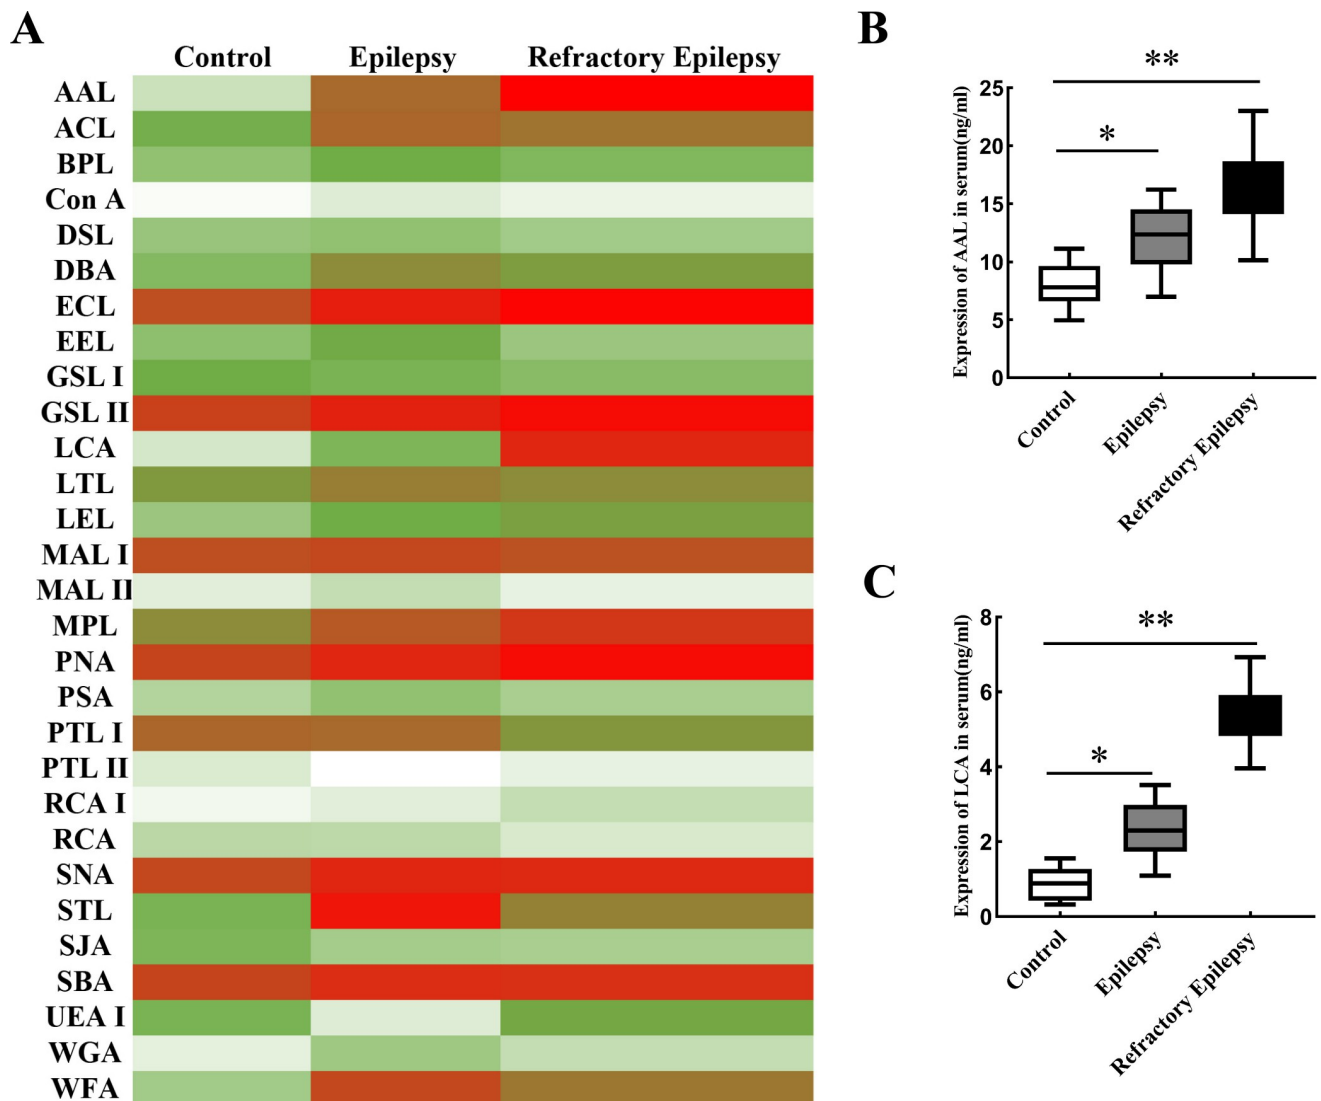 A
Control Epilepsy Refractory Epilepsy
AAL
ACL
BPL
Con A
DSL
DBA
ECL
EEL
GSL I
GSL II
LCA
LTL
LEL
MAL I
MAL II
MPL
PNA
PSA
PTL I
PTL II
RCA I
RCA
SNA
STL
SJA
SBA
UEA I
WGA
WFA
B
Expression of AAL in serum(ng/ml)
25
20
15
10
5
0
**
*
Control
Epilepsy
Refractory Epilepsy
C
Expression of LCA in serum(ng/ml)
8
6
4
2
0
**
*
Control
Epilepsy
Refractory Epilepsy